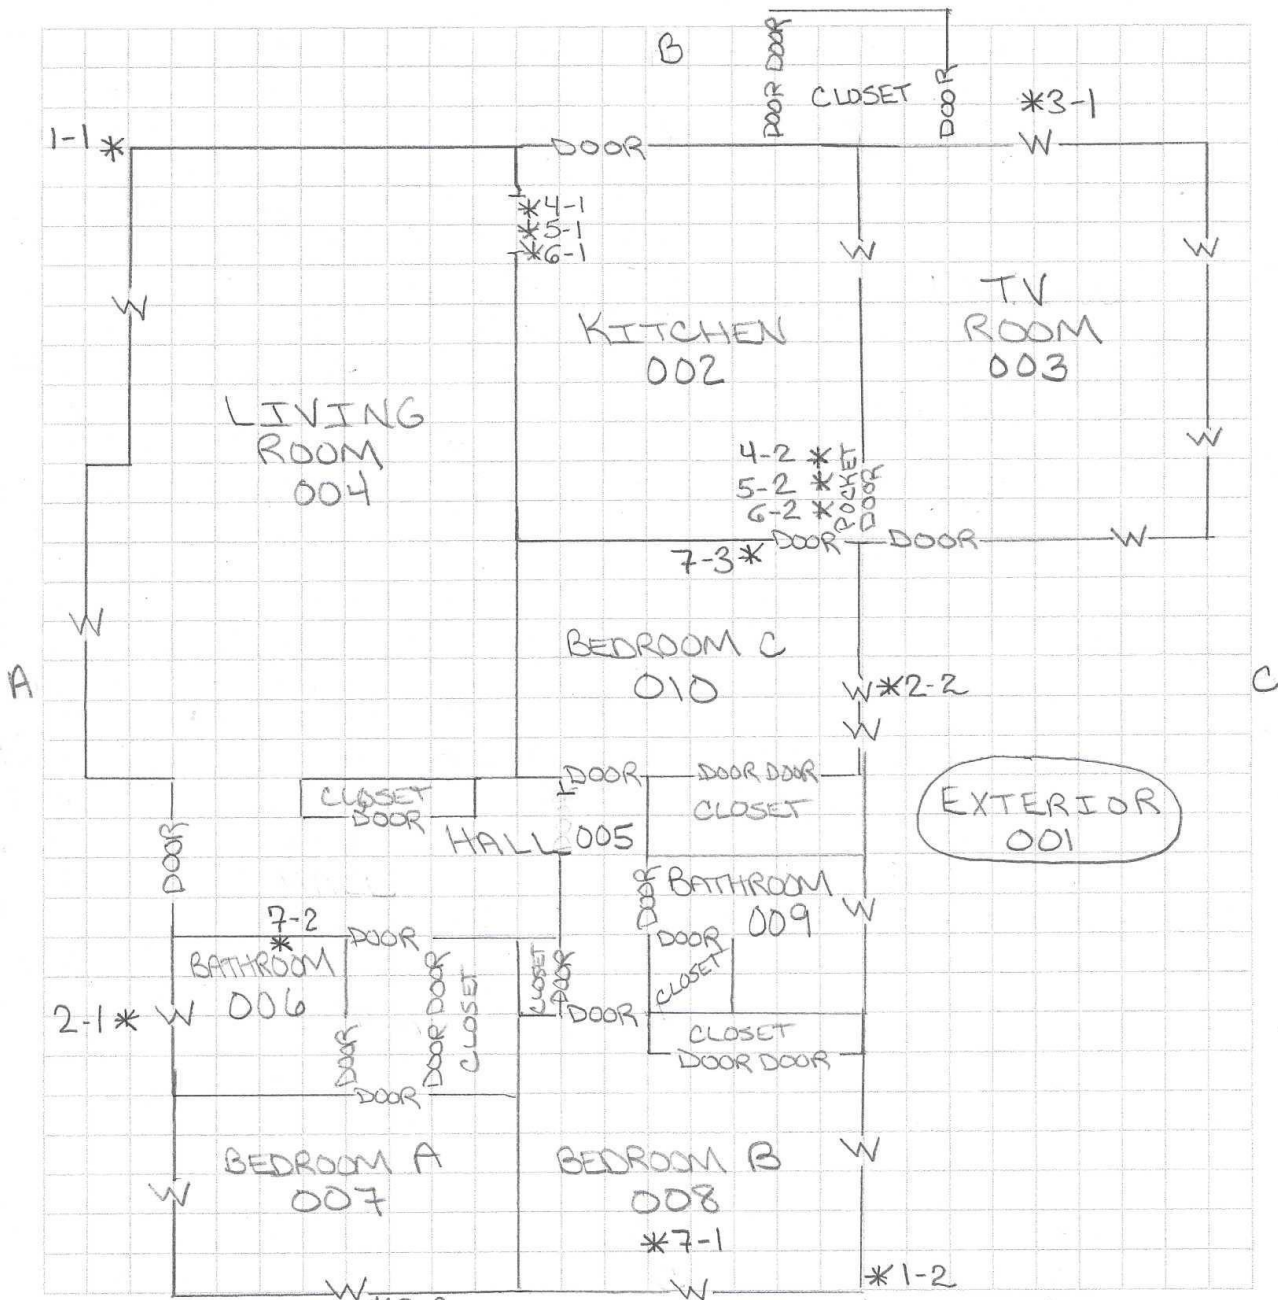 B
DOOR DOOR
CLOSET
DOOR
*3-1
1-1 *
DOOR
W
*4-1
*5-1
*6-1
W
W
W
KITCHEN
002
TV
ROOM
003
LIVING
ROOM
004
W
4-2 *
5-2 *
6-2 *
POCKET
DOOR
7-3 *
DOOR
DOOR
W
W
BEDROOM C
010
A
W *2-2
C
W
DOOR
DOOR DOOR
CLOSET
DOOR
CLOSET
EXTERIOR
001
DOOR
HALL 005
DOOR
BATHROOM
009
W
7-2
*
DOOR
BATHROOM
006
DOOR DOOR
CLOSET
CLOSET
DOOR
DOOR
CLOSET
2-1 * W
DOOR
DOOR
CLOSET
DOOR DOOR
DOOR
BEDROOM A
007
BEDROOM B
008
W
W
*7-1
*1-2
W
W